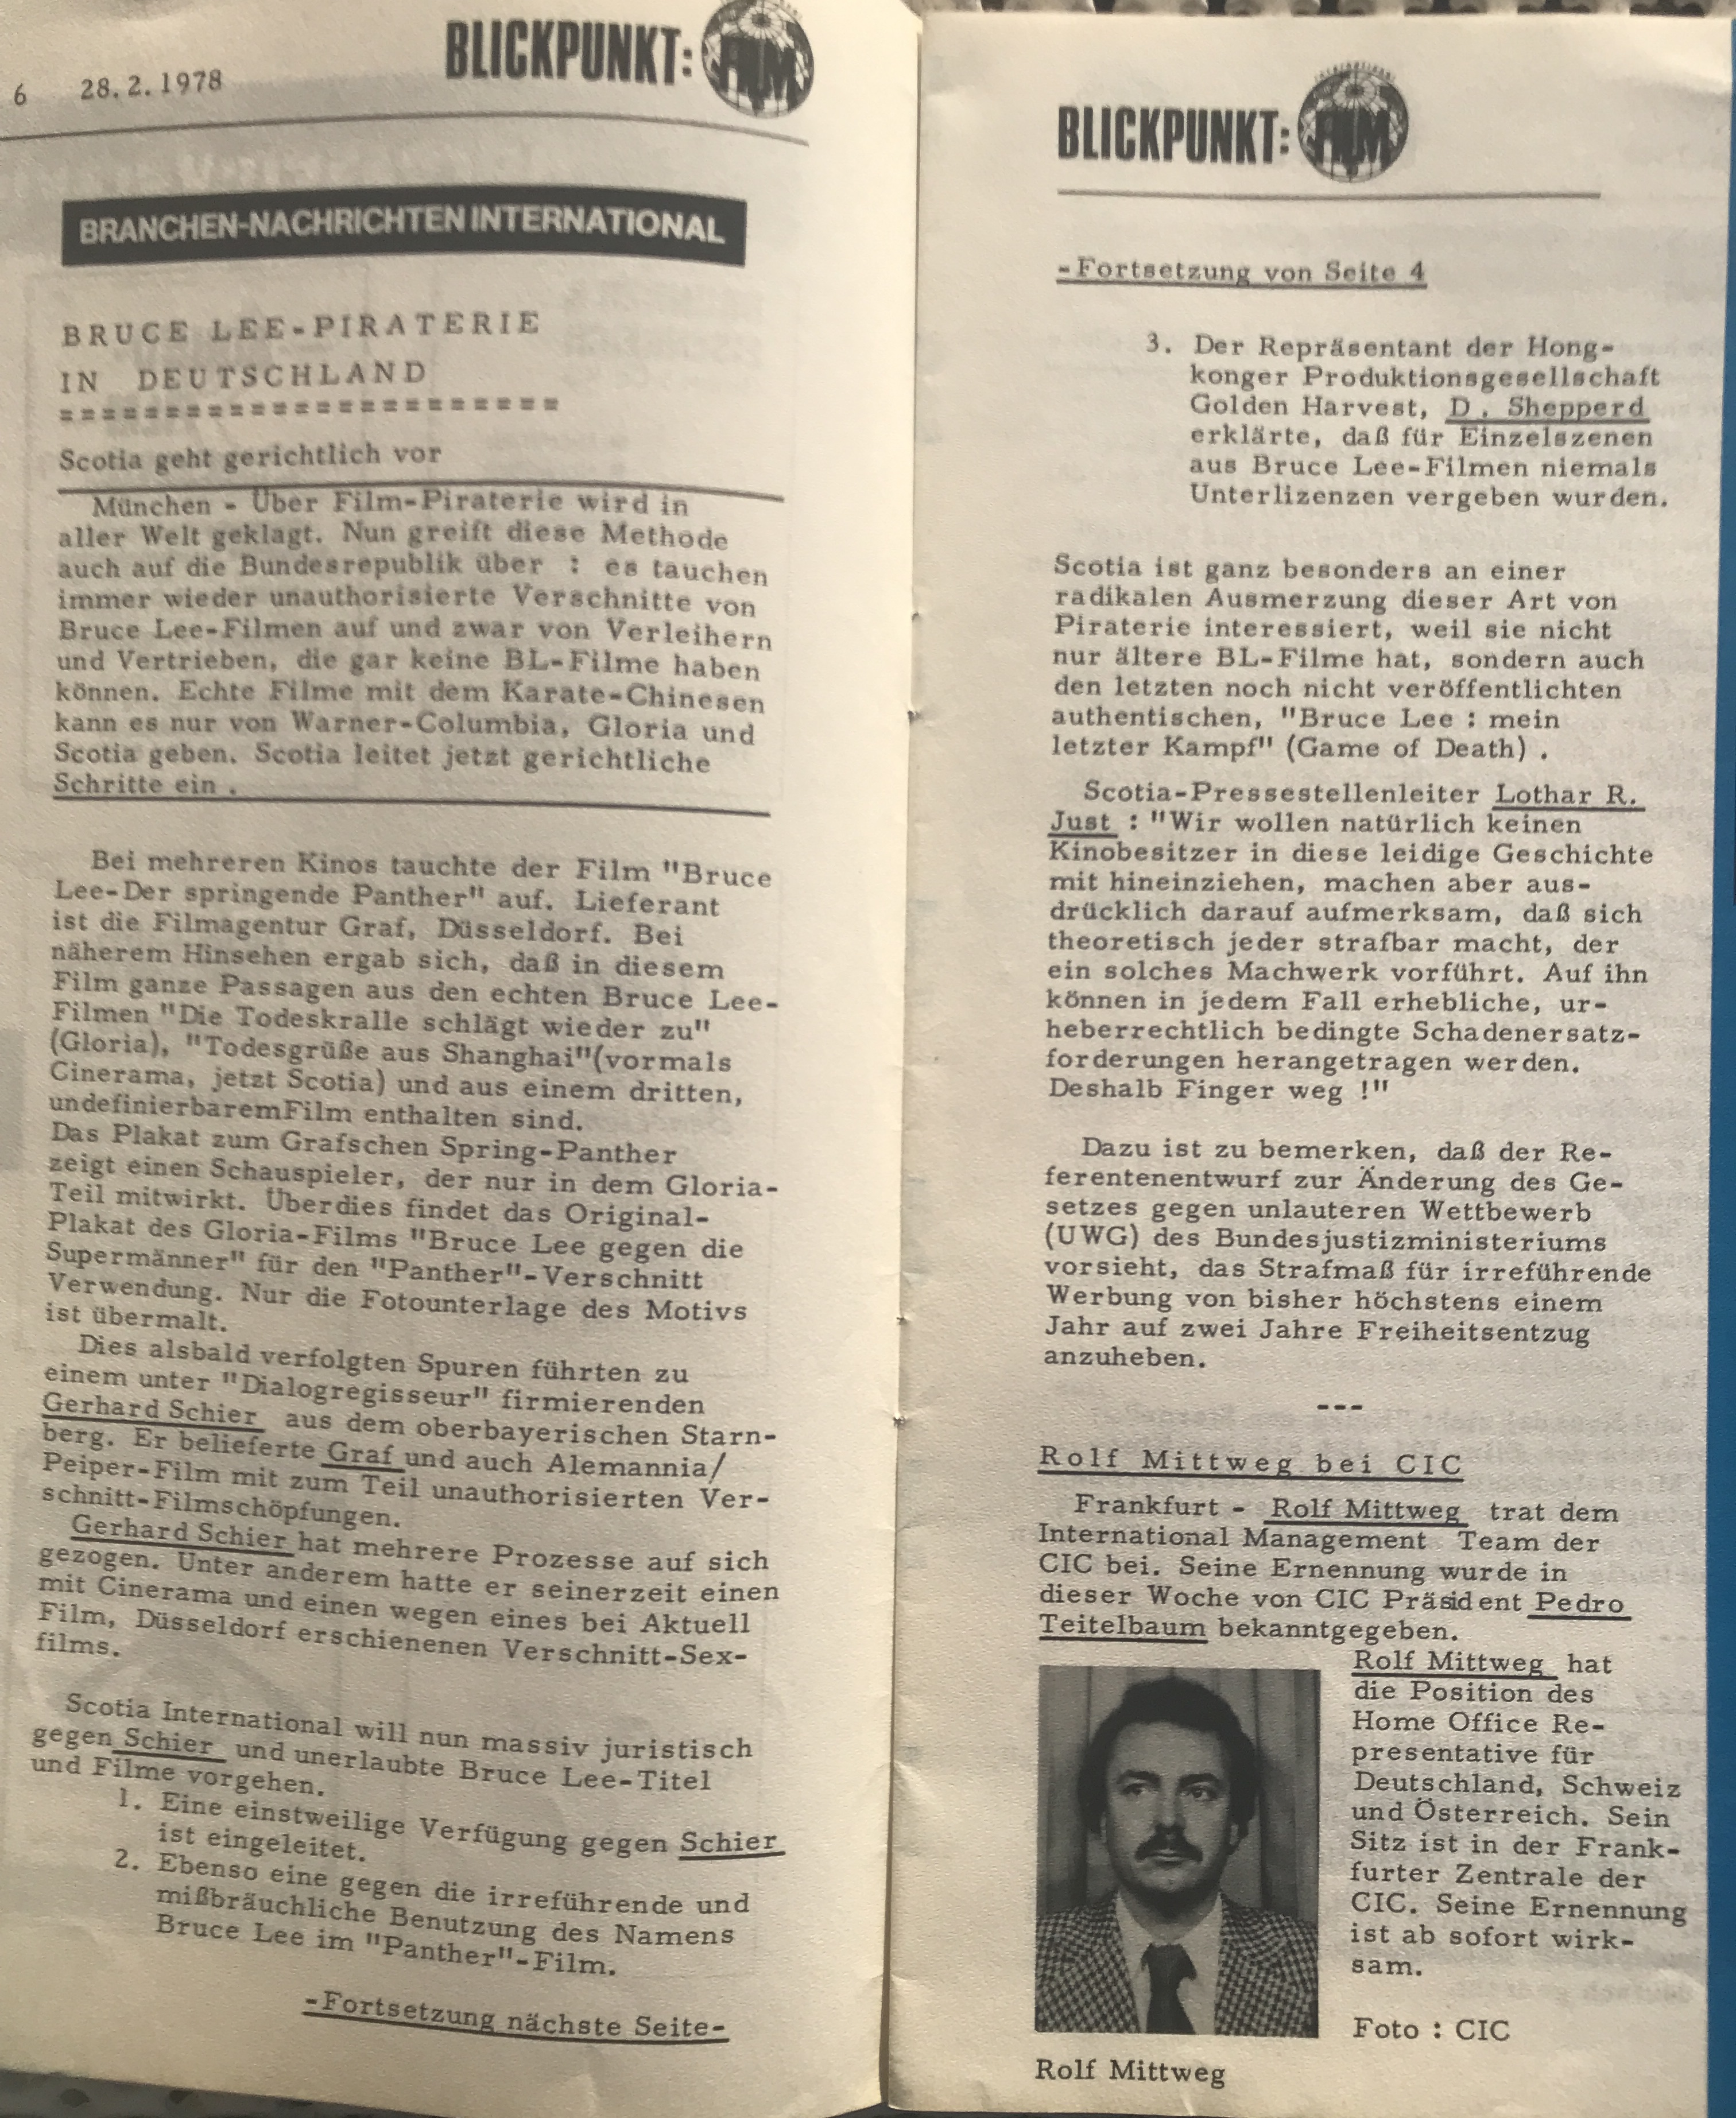 6 28.2.1978
BLICKPUNKT: FILM
BRANCHEN-NACHRICHTEN INTERNATIONAL
BRUCE LEE-PIRATERIE
IN DEUTSCHLAND
========================
Scotia geht gerichtlich vor
München - Über Film-Piraterie wird in
aller Welt geklagt. Nun greift diese Methode
auch auf die Bundesrepublik über : es tauchen
immer wieder unauthorisierte Verschnitte von
Bruce Lee-Filmen auf und zwar von Verleihern
und Vertrieben, die gar keine BL-Filme haben
können. Echte Filme mit dem Karate-Chinesen
kann es nur von Warner-Columbia, Gloria und
Scotia geben. Scotia leitet jetzt gerichtliche
Schritte ein .
Bei mehreren Kinos tauchte der Film "Bruce
Lee-Der springende Panther" auf. Lieferant
ist die Filmagentur Graf, Düsseldorf. Bei
näherem Hinsehen ergab sich, daß in diesem
Film ganze Passagen aus den echten Bruce Lee-
Filmen "Die Todeskralle schlägt wieder zu"
(Gloria), "Todesgrüße aus Shanghai"(vormals
Cinerama, jetzt Scotia) und aus einem dritten,
undefinierbaremFilm enthalten sind.
Das Plakat zum Grafschen Spring-Panther
zeigt einen Schauspieler, der nur in dem Gloria-
Teil mitwirkt. Überdies findet das Original-
Plakat des Gloria-Films "Bruce Lee gegen die
Supermänner" für den "Panther"-Verschnitt
Verwendung. Nur die Fotounterlage des Motivs
ist übermalt.
Dies alsbald verfolgten Spuren führten zu
einem unter "Dialogregisseur" firmierenden
Gerhard Schier aus dem oberbayerischen Starn-
berg. Er belieferte Graf und auch Alemannia/
Peiper-Film mit zum Teil unauthorisierten Ver-
schnitt-Filmschöpfungen.
Gerhard Schier hat mehrere Prozesse auf sich
gezogen. Unter anderem hatte er seinerzeit einen
mit Cinerama und einen wegen eines bei Aktuell
Film, Düsseldorf erschienenen Verschnitt-Sex-
films.
Scotia International will nun massiv juristisch
gegen Schier und unerlaubte Bruce Lee-Titel
und Filme vorgehen.
1. Eine einstweilige Verfügung gegen Schier
ist eingeleitet.
2. Ebenso eine gegen die irreführende und
mißbräuchliche Benutzung des Namens
Bruce Lee im "Panther"-Film.
-Fortsetzung nächste Seite-
BLICKPUNKT: FILM
-Fortsetzung von Seite 4
3. Der Repräsentant der Hong-
konger Produktionsgesellschaft
Golden Harvest, D. Shepperd
erklärte, daß für Einzelszenen
aus Bruce Lee-Filmen niemals
Unterlizenzen vergeben wurden.
Scotia ist ganz besonders an einer
radikalen Ausmerzung dieser Art von
Piraterie interessiert, weil sie nicht
nur ältere BL-Filme hat, sondern auch
den letzten noch nicht veröffentlichten
authentischen, "Bruce Lee : mein
letzter Kampf" (Game of Death) .
Scotia-Pressestellenleiter Lothar R.
Just : "Wir wollen natürlich keinen
Kinobesitzer in diese leidige Geschichte
mit hineinziehen, machen aber aus-
drücklich darauf aufmerksam, daß sich
theoretisch jeder strafbar macht, der
ein solches Machwerk vorführt. Auf ihn
können in jedem Fall erhebliche, ur-
heberrechtlich bedingte Schadenersatz-
forderungen herangetragen werden.
Deshalb Finger weg !"
Dazu ist zu bemerken, daß der Re-
ferentenentwurf zur Änderung des Ge-
setzes gegen unlauteren Wettbewerb
(UWG) des Bundesjustizministeriums
vorsieht, das Strafmaß für irreführende
Werbung von bisher höchstens einem
Jahr auf zwei Jahre Freiheitsentzug
anzuheben.
---
Rolf Mittweg bei CIC
Frankfurt - Rolf Mittweg trat dem
International Management Team der
CIC bei. Seine Ernennung wurde in
dieser Woche von CIC Präsident Pedro
Teitelbaum bekanntgegeben.
Rolf Mittweg hat
die Position des
Home Office Re-
presentative für
Deutschland, Schweiz
und Österreich. Sein
Sitz ist in der Frank-
furter Zentrale der
CIC. Seine Ernennung
ist ab sofort wirk-
sam.
Foto : CIC
Rolf Mittweg